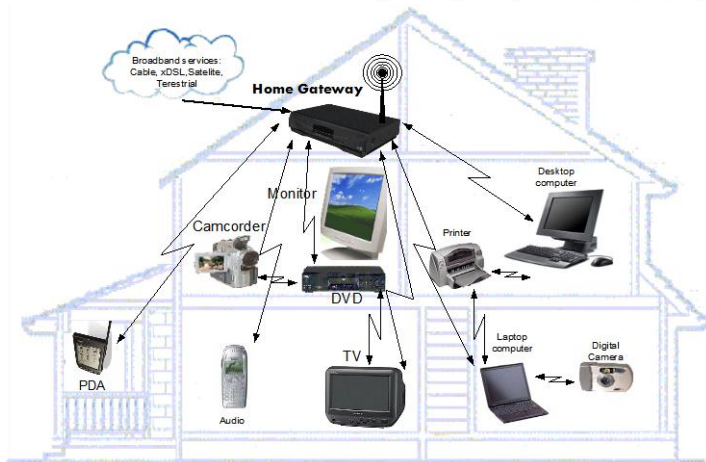 Broadband services:
Cable, xDSL,Satelite,
Terestrial
Home Gateway
Desktop
computer
Monitor
Camcorder
Printer
DVD
Laptop
computer
Digital
Camera
TV
PDA
Audio